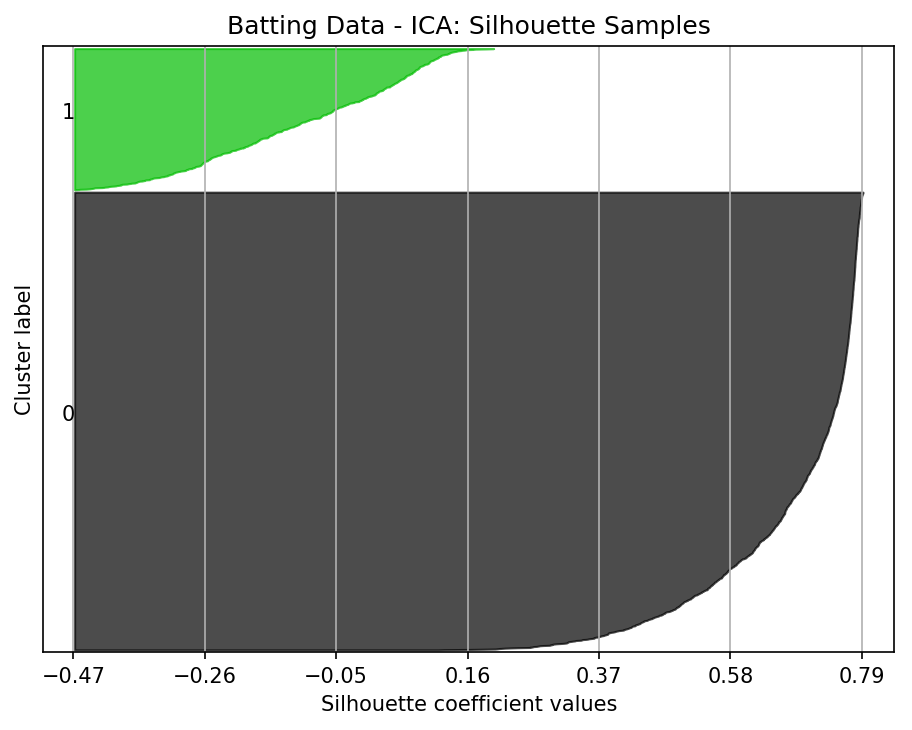 Batting Data - ICA: Silhouette Samples
1
0
Cluster label
−0.47 −0.26 −0.05 0.16 0.37 0.58 0.79
Silhouette coefficient values